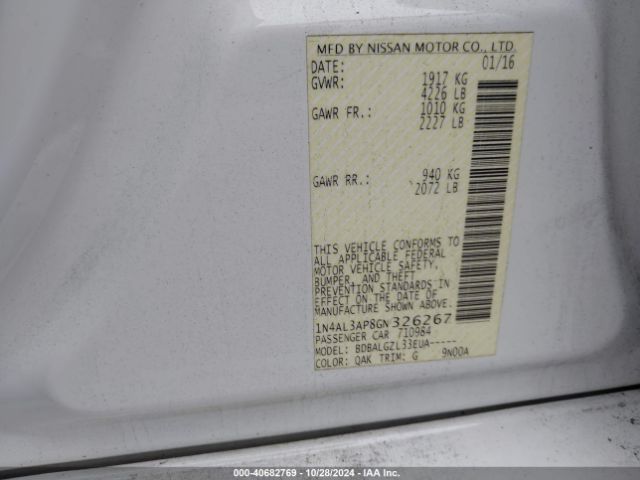 MFD BY NISSAN MOTOR CO., LTD.
DATE: 01/16
GVWR: 1917 KG
4226 LB
GAWR FR.: 1010 KG
2227 LB
GAWR RR.: 940 KG
2072 LB
THIS VEHICLE CONFORMS TO
ALL APPLICABLE FEDERAL
MOTOR VEHICLE SAFETY,
BUMPER, AND THEFT
PREVENTION STANDARDS IN
EFFECT ON THE DATE OF
MANUFACTURE SHOWN ABOVE.
1N4AL3AP8GN326267
PASSENGER CAR 710984
MODEL: BDBALGZL33EUA-----
COLOR: QAK TRIM: G 9N00A
000-40682769 • 10/28/2024 • IAA Inc.